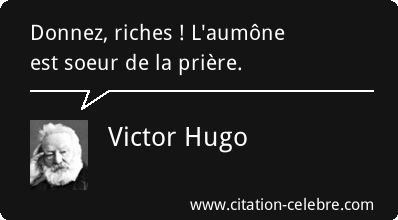 Donnez, riches ! L'aumône
est soeur de la prière.
Victor Hugo
www.citation-celebre.com